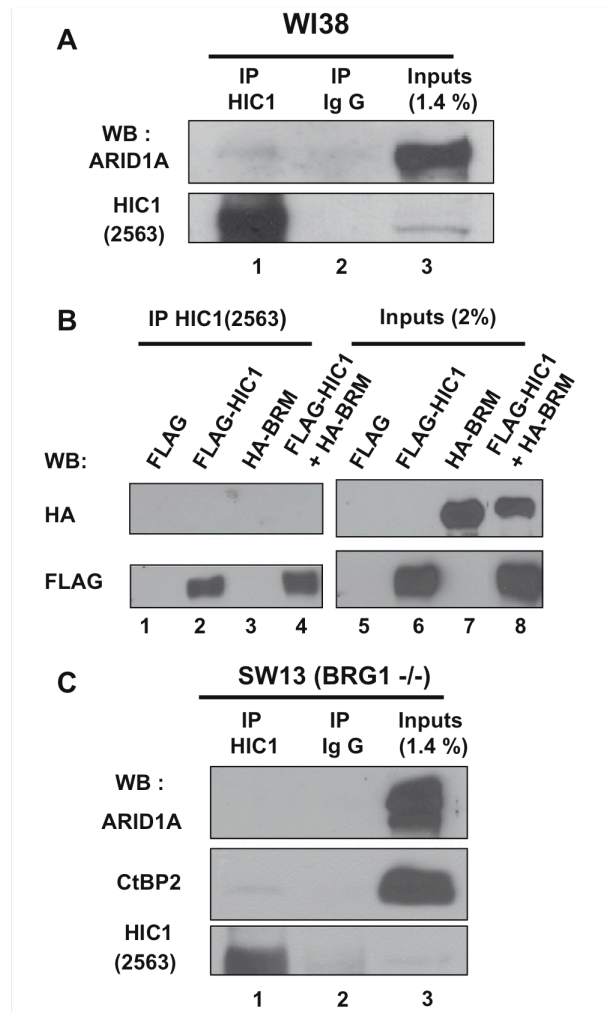 A
WI38
IP IP Inputs
HIC1 Ig G (1.4 %)
WB :
ARID1A
HIC1
(2563)
1 2 3
B
IP HIC1(2563) Inputs (2%)
FLAG
FLAG-HIC1
HA-BRM
FLAG-HIC1
+ HA-BRM
FLAG
FLAG-HIC1
HA-BRM
FLAG-HIC1
+ HA-BRM
WB:
HA
FLAG
1 2 3 4 5 6 7 8
C
SW13 (BRG1 -/-)
IP IP Inputs
HIC1 Ig G (1.4 %)
WB :
ARID1A
CtBP2
HIC1
(2563)
1 2 3